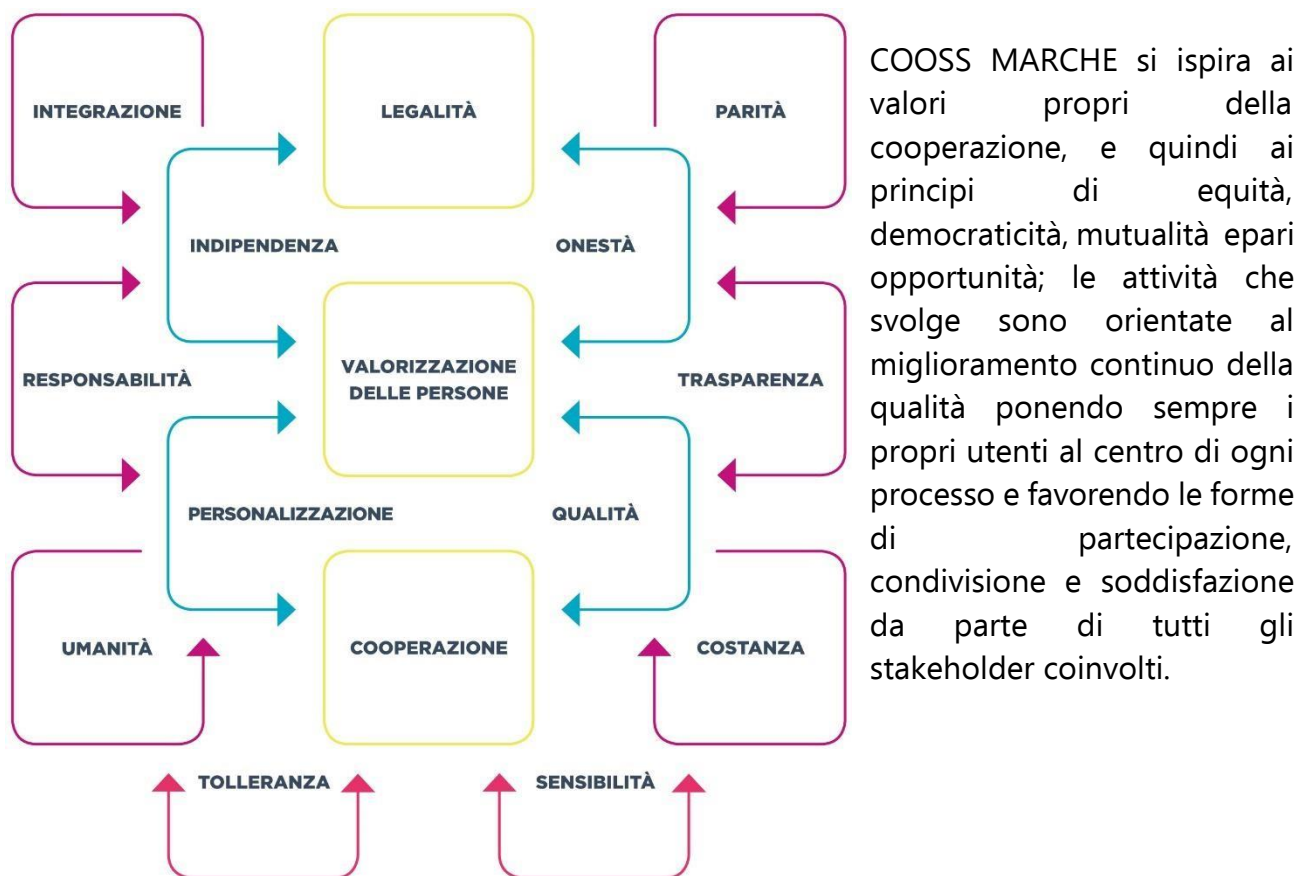 INTEGRAZIONE
LEGALITÀ
PARITÀ
INDIPENDENZA
ONESTÀ
RESPONSABILITÀ
VALORIZZAZIONE
DELLE PERSONE
TRASPARENZA
PERSONALIZZAZIONE
QUALITÀ
UMANITÀ
COOPERAZIONE
COSTANZA
TOLLERANZA
SENSIBILITÀ
COOSS MARCHE si ispira ai
valori propri della
cooperazione, e quindi ai
principi di equità,
democraticità, mutualità epari
opportunità; le attività che
svolge sono orientate al
miglioramento continuo della
qualità ponendo sempre i
propri utenti al centro di ogni
processo e favorendo le forme
di partecipazione,
condivisione e soddisfazione
da parte di tutti gli
stakeholder coinvolti.